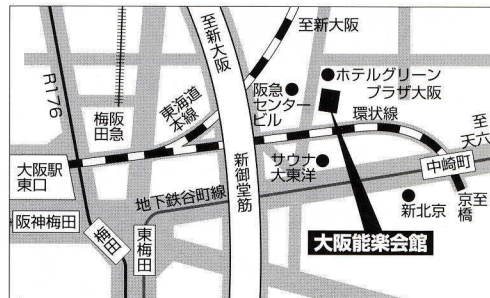 至新大阪
至新大阪
R176
梅田
阪急
東海道
本線
阪急
センター
ビル
ホテルグリーン
プラザ大阪
環状線
至天六
大阪駅
東口
新御堂筋
サウナ
大東洋
中崎町
地下鉄谷町線
新北京
至京橋
阪神梅田
梅田
東梅田
大阪能楽会館